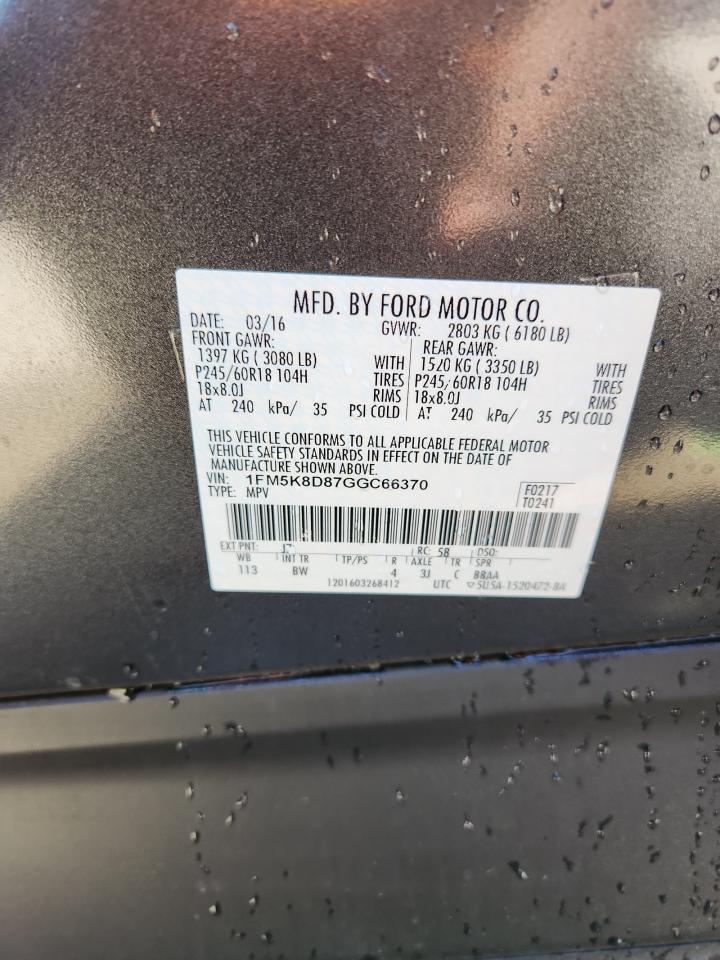 MFD. BY FORD MOTOR CO.
DATE: 03/16 GVWR: 2803 KG ( 6180 LB)
FRONT GAWR: REAR GAWR:
1397 KG ( 3080 LB) WITH 1520 KG ( 3350 LB) WITH
P245/60R18 104H TIRES P245/60R18 104H TIRES
18x8.0J RIMS 18x8.0J RIMS
AT 240 kPa/ 35 PSI COLD AT 240 kPa/ 35 PSI COLD
THIS VEHICLE CONFORMS TO ALL APPLICABLE FEDERAL MOTOR
VEHICLE SAFETY STANDARDS IN EFFECT ON THE DATE OF
MANUFACTURE SHOWN ABOVE.
VIN: 1FM5K8D87GGC66370 F0217
TYPE: MPV T0241
EXT PNT: RC: 58 DSO:
WB INT TR TP/PS R AXLE TR SPR
113 BW 4 3J C BBAA
1201603268412 UTC